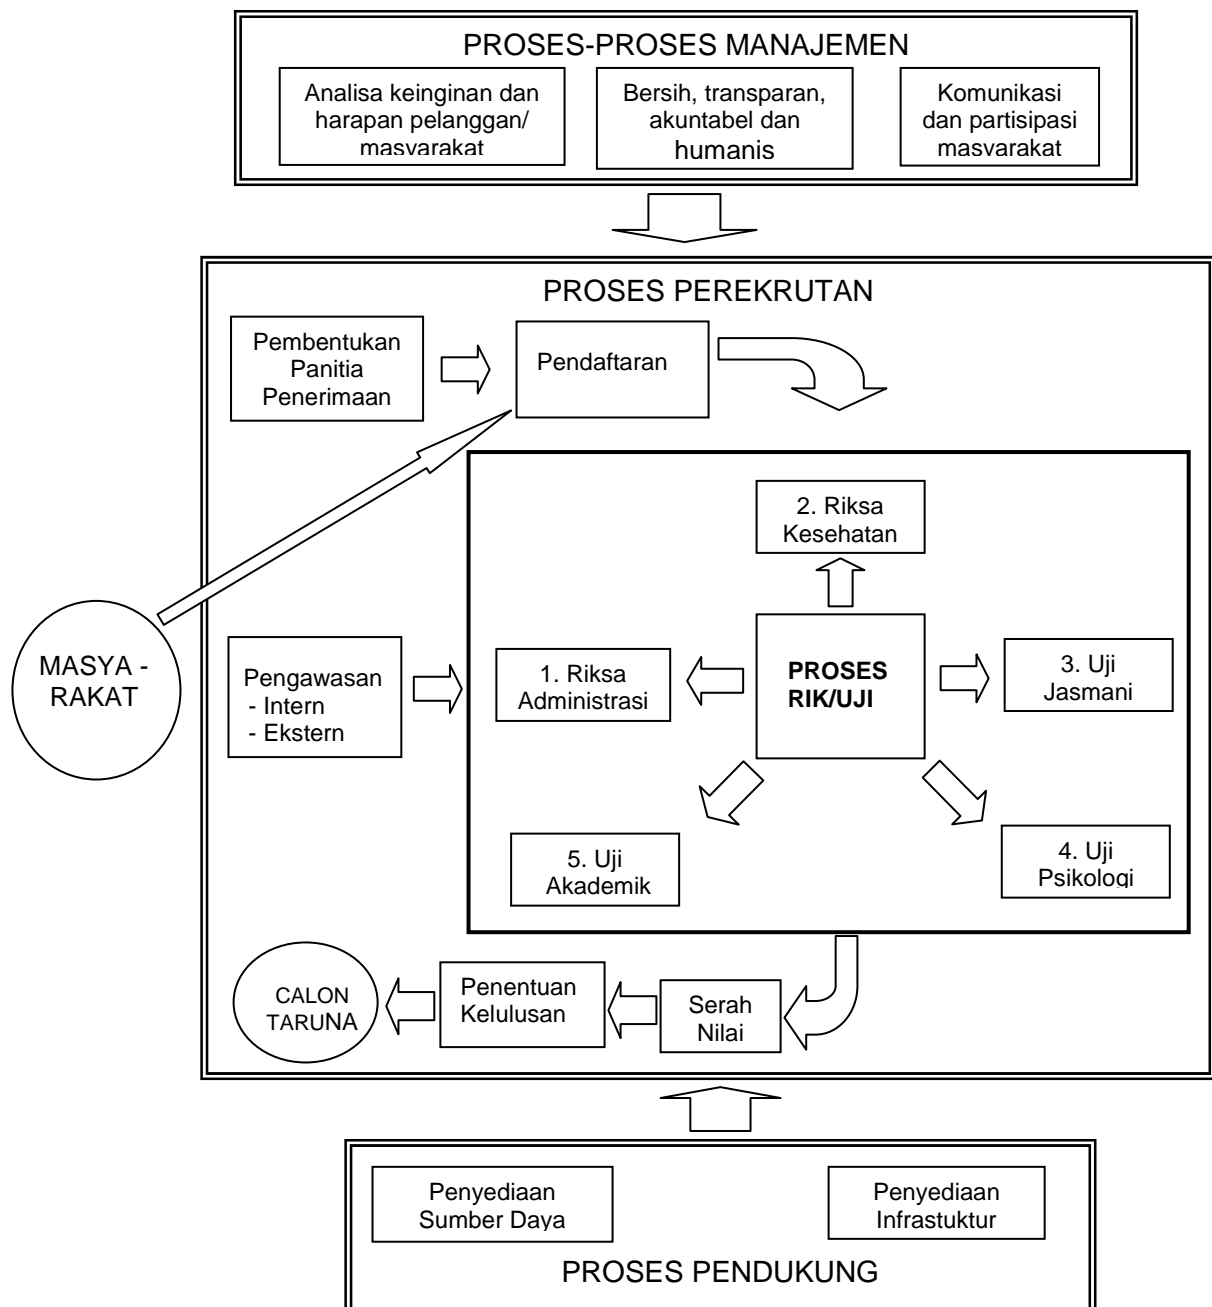 PROSES-PROSES MANAJEMEN
Analisa keinginan dan
harapan pelanggan/
masyarakat
Bersih, transparan,
akuntabel dan
humanis
Komunikasi
dan partisipasi
masyarakat
PROSES PEREKRUTAN
Pembentukan
Panitia
Penerimaan
Pendaftaran
2. Riksa
Kesehatan
MASYA -
RAKAT
Pengawasan
- Intern
- Ekstern
1. Riksa
Administrasi
PROSES
RIK/UJI
3. Uji
Jasmani
5. Uji
Akademik
4. Uji
Psikologi
CALON
TARUNA
Penentuan
Kelulusan
Serah
Nilai
Penyediaan
Sumber Daya
Penyediaan
Infrastuktur
PROSES PENDUKUNG